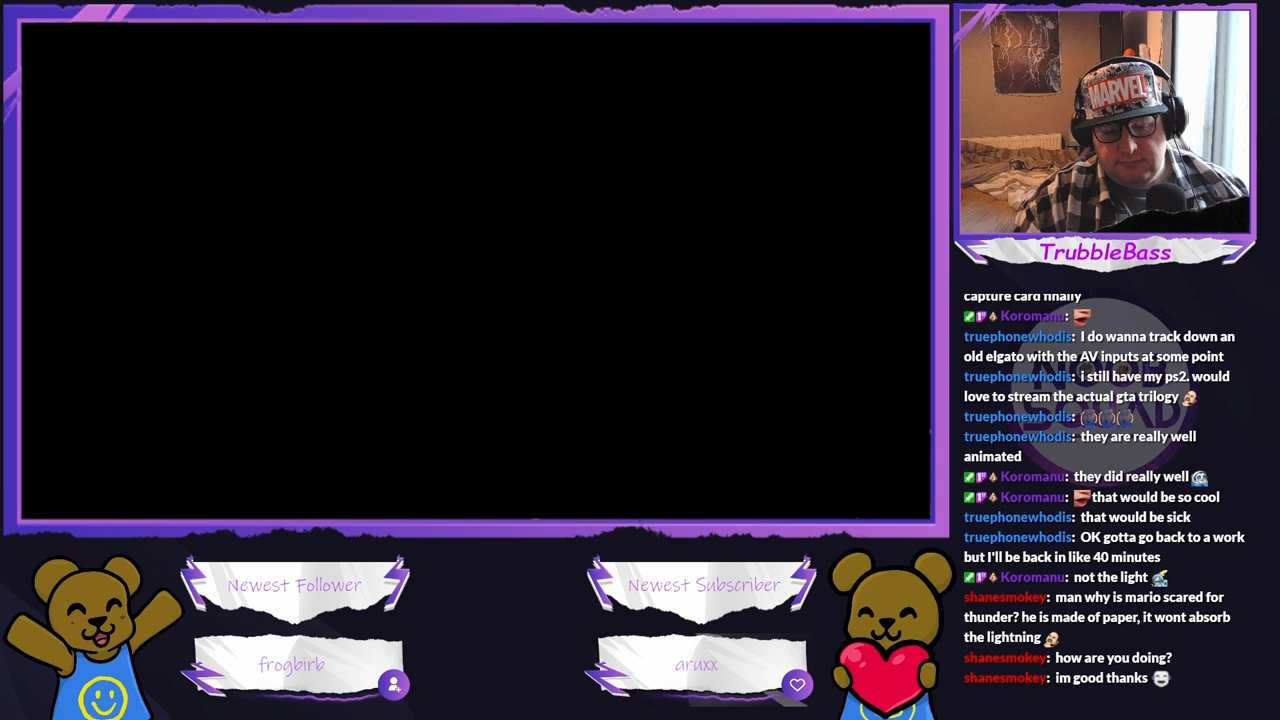 MARVEL
TrubbleBass
capture card finally
Koromanu:
truephonewhodis: I do wanna track down an
old elgato with the AV inputs at some point
truephonewhodis: i still have my ps2. would
love to stream the actual gta trilogy
truephonewhodis:
truephonewhodis: they are really well
animated
Koromanu: they did really well
Koromanu: that would be so cool
truephonewhodis: that would be sick
truephonewhodis: OK gotta go back to a work
but I'll be back in like 40 minutes
Koromanu: not the light
shanesmokey: man why is mario scared for
thunder? he is made of paper, it wont absorb
the lightning
shanesmokey: how are you doing?
shanesmokey: im good thanks
NOOB
SQUAD
Newest Follower
frogbirb
Newest Subscriber
aruxx